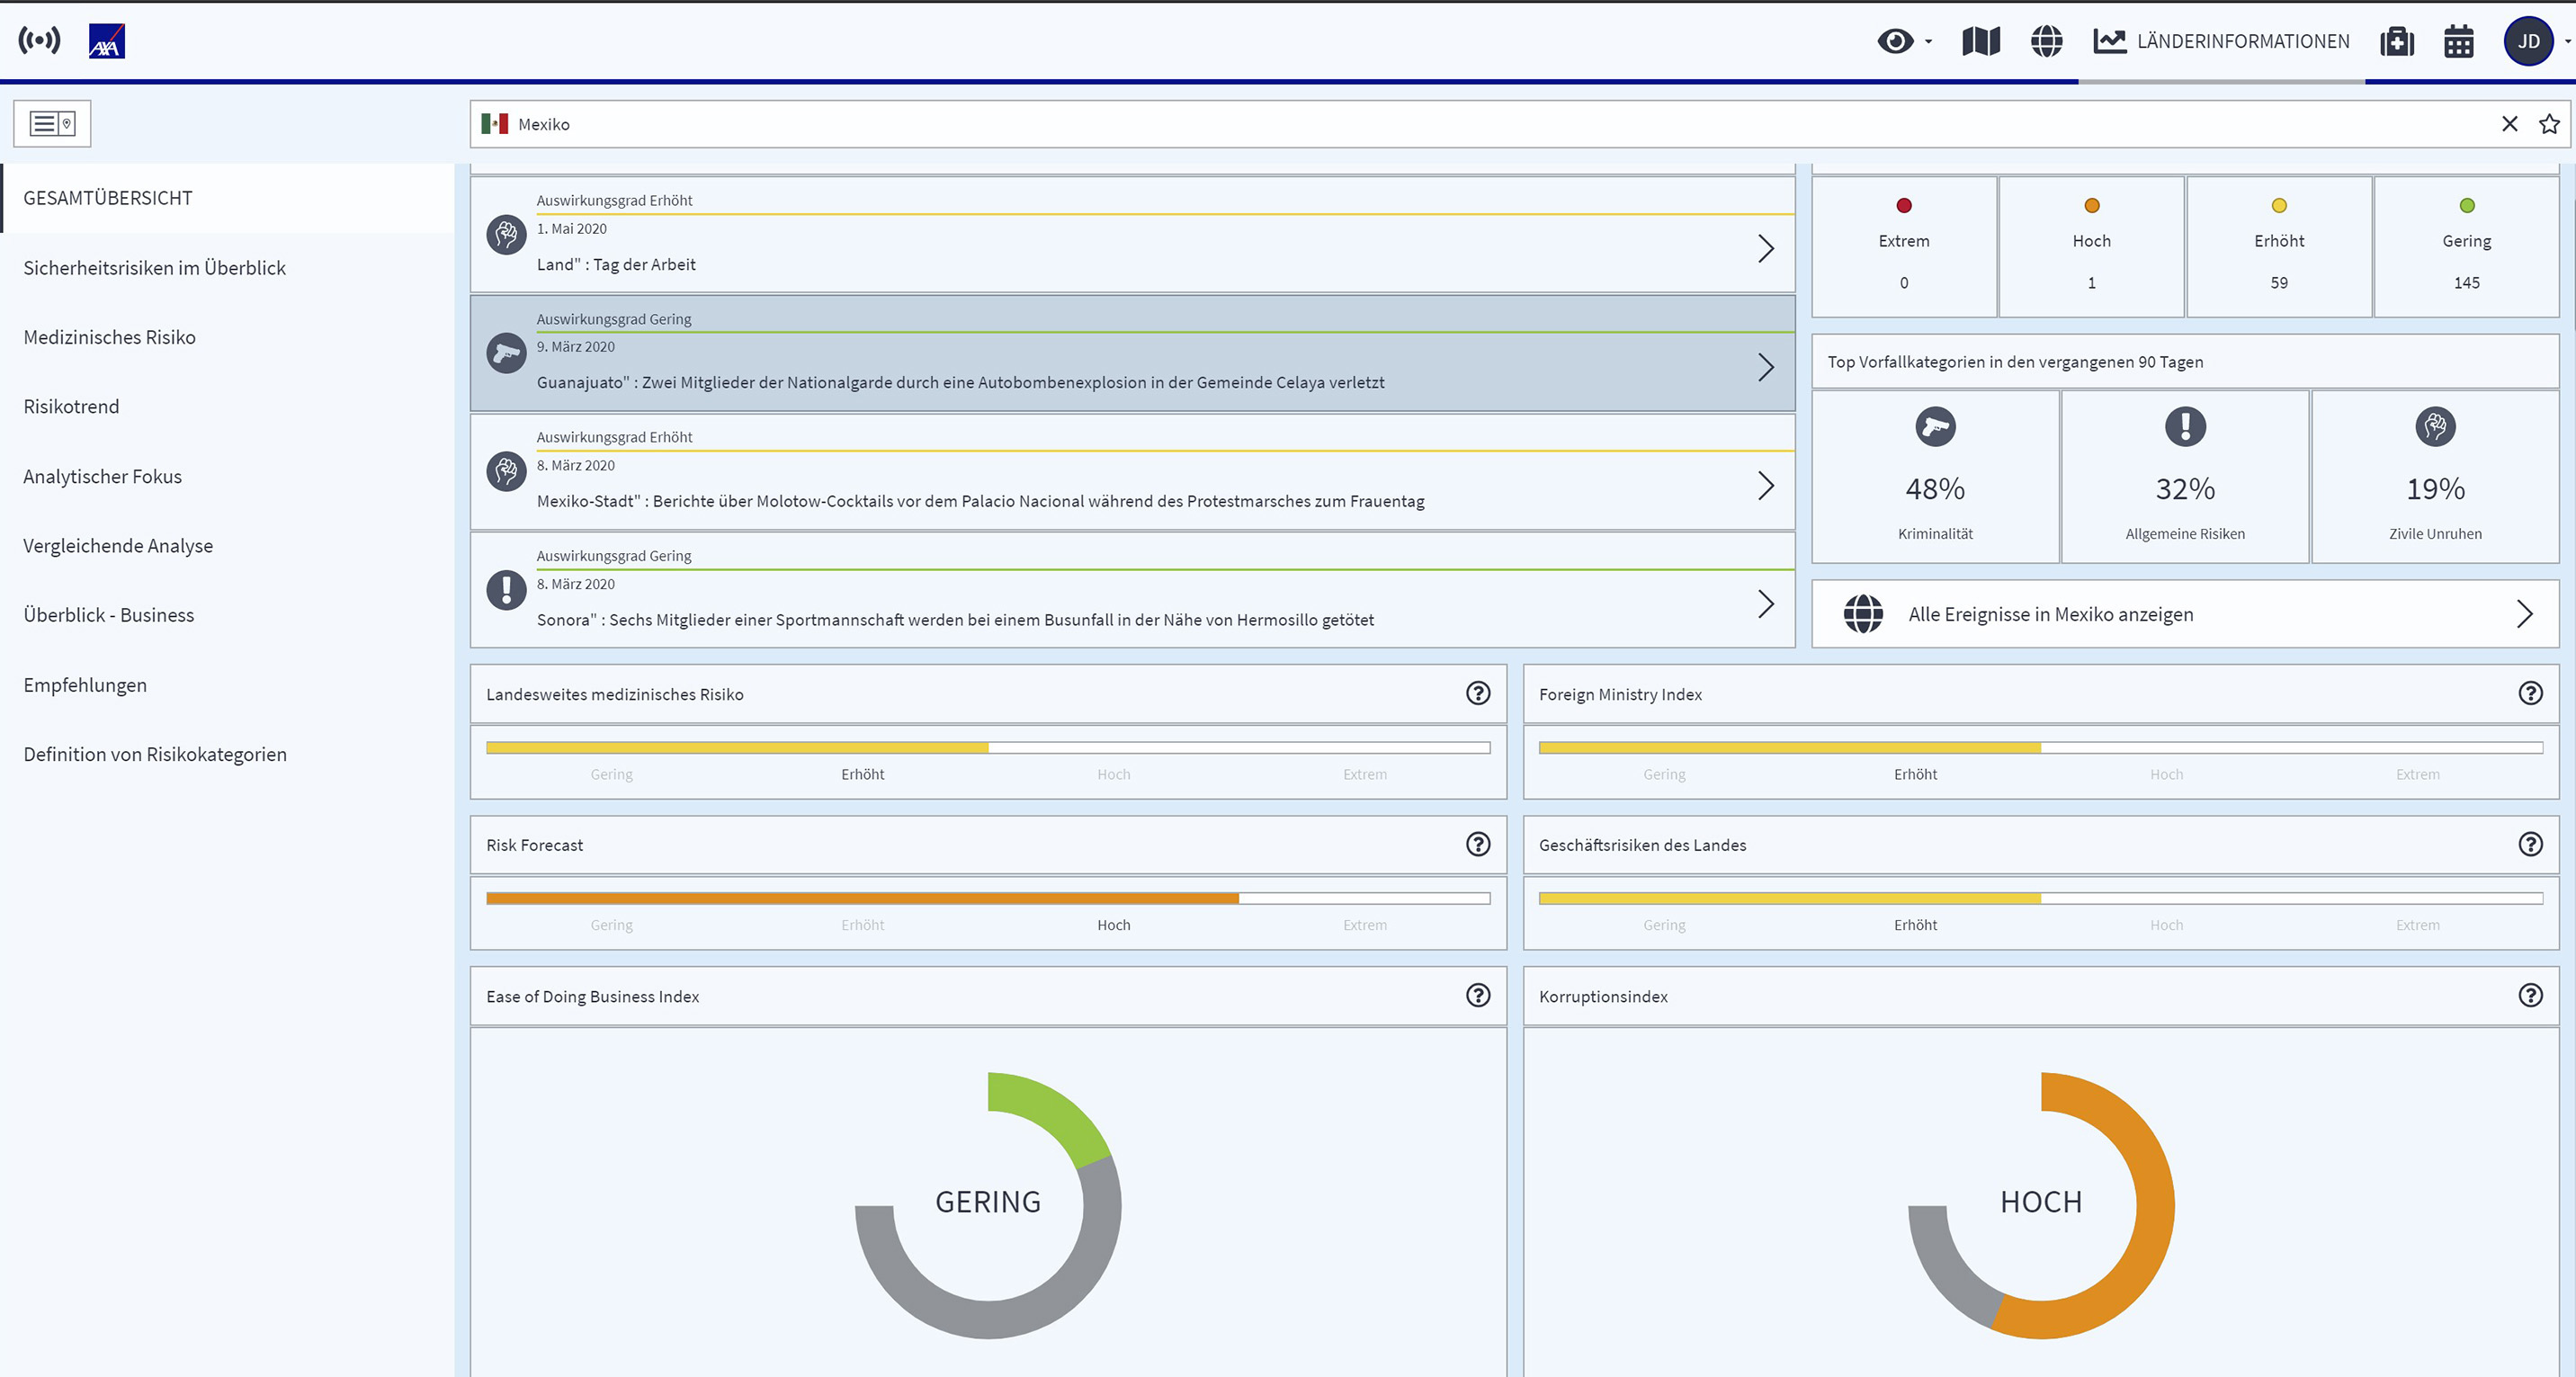 AXA
LÄNDERINFORMATIONEN
JD
Mexiko
GESAMTÜBERSICHT
Sicherheitsrisiken im Überblick
Medizinisches Risiko
Risikotrend
Analytischer Fokus
Vergleichende Analyse
Überblick - Business
Empfehlungen
Definition von Risikokategorien
Auswirkungsgrad Erhöht
1. Mai 2020
Land" : Tag der Arbeit
Auswirkungsgrad Gering
9. März 2020
Guanajuato" : Zwei Mitglieder der Nationalgarde durch eine Autobombenexplosion in der Gemeinde Celaya verletzt
Auswirkungsgrad Erhöht
8. März 2020
Mexiko-Stadt" : Berichte über Molotow-Cocktails vor dem Palacio Nacional während des Protestmarsches zum Frauentag
Auswirkungsgrad Gering
8. März 2020
Sonora" : Sechs Mitglieder einer Sportmannschaft werden bei einem Busunfall in der Nähe von Hermosillo getötet
Extrem Hoch Erhöht Gering
0 1 59 145
Top Vorfallkategorien in den vergangenen 90 Tagen
48% 32% 19%
Kriminalität Allgemeine Risiken Zivile Unruhen
Alle Ereignisse in Mexiko anzeigen
Landesweites medizinisches Risiko
Gering Erhöht Hoch Extrem
Foreign Ministry Index
Gering Erhöht Hoch Extrem
Risk Forecast
Gering Erhöht Hoch Extrem
Geschäftsrisiken des Landes
Gering Erhöht Hoch Extrem
Ease of Doing Business Index
GERING
Korruptionsindex
HOCH